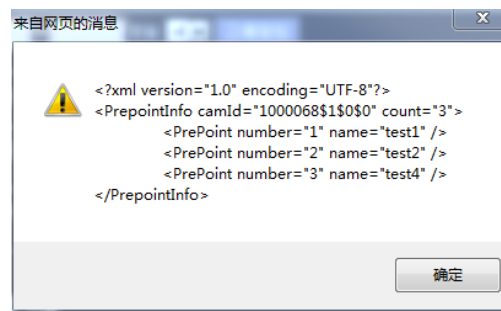 来自网页的消息
<?xml version="1.0" encoding="UTF-8"?>
<PrepointInfo camId="1000068$1$0$0" count="3">
<PrePoint number="1" name="test1" />
<PrePoint number="2" name="test2" />
<PrePoint number="3" name="test4" />
</PrepointInfo>
确定